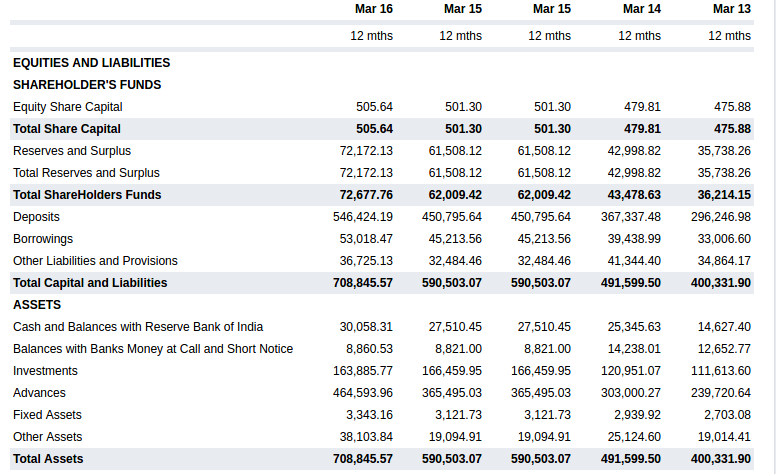 Mar 16 Mar 15 Mar 15 Mar 14 Mar 13
12 mths 12 mths 12 mths 12 mths 12 mths
EQUITIES AND LIABILITIES
SHAREHOLDER'S FUNDS
Equity Share Capital 505.64 501.30 501.30 479.81 475.88
Total Share Capital 505.64 501.30 501.30 479.81 475.88
Reserves and Surplus 72,172.13 61,508.12 61,508.12 42,998.82 35,738.26
Total Reserves and Surplus 72,172.13 61,508.12 61,508.12 42,998.82 35,738.26
Total ShareHolders Funds 72,677.76 62,009.42 62,009.42 43,478.63 36,214.15
Deposits 546,424.19 450,795.64 450,795.64 367,337.48 296,246.98
Borrowings 53,018.47 45,213.56 45,213.56 39,438.99 33,006.60
Other Liabilities and Provisions 36,725.13 32,484.46 32,484.46 41,344.40 34,864.17
Total Capital and Liabilities 708,845.57 590,503.07 590,503.07 491,599.50 400,331.90
ASSETS
Cash and Balances with Reserve Bank of India 30,058.31 27,510.45 27,510.45 25,345.63 14,627.40
Balances with Banks Money at Call and Short Notice 8,860.53 8,821.00 8,821.00 14,238.01 12,652.77
Investments 163,885.77 166,459.95 166,459.95 120,951.07 111,613.60
Advances 464,593.96 365,495.03 365,495.03 303,000.27 239,720.64
Fixed Assets 3,343.16 3,121.73 3,121.73 2,939.92 2,703.08
Other Assets 38,103.84 19,094.91 19,094.91 25,124.60 19,014.41
Total Assets 708,845.57 590,503.07 590,503.07 491,599.50 400,331.90